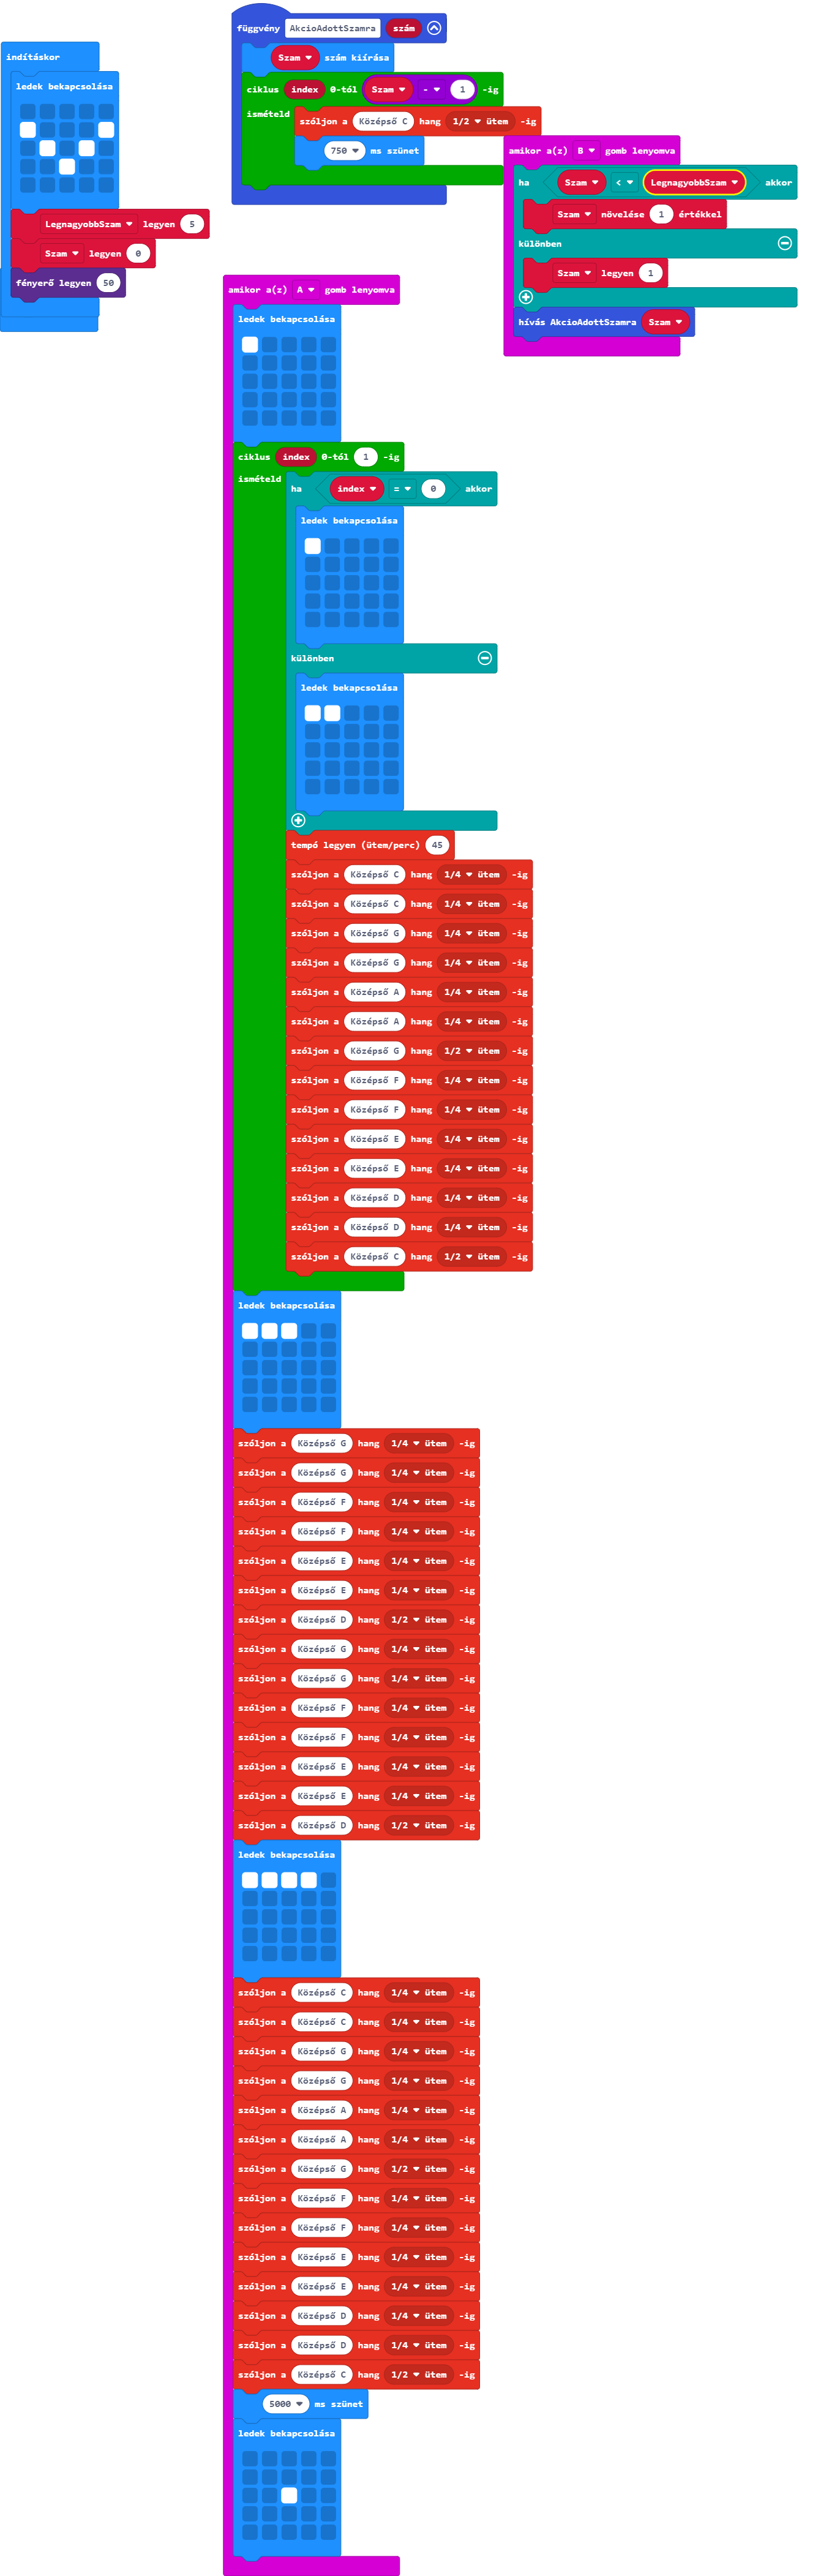 indításkor
ledek bekapcsolása
LegnagyobbSzam legyen 5
Szam legyen 0
fényerő legyen 50
függvény AkcioAdottSzamra szám
Szam szám kiírása
ciklus index 0-tól Szam - 1 -ig
ismételd szóljon a Középső C hang 1/2 ütem -ig
750 ms szünet
amikor a(z) B gomb lenyomva
ha Szam < LegnagyobbSzam akkor
Szam növelése 1 értékkel
különben
Szam legyen 1
hívás AkcioAdottSzamra Szam
amikor a(z) A gomb lenyomva
ledek bekapcsolása
ciklus index 0-tól 1 -ig
ismételd ha index = 0 akkor
ledek bekapcsolása
különben
ledek bekapcsolása
tempó legyen (ütem/perc) 45
szóljon a Középső C hang 1/4 ütem -ig
szóljon a Középső C hang 1/4 ütem -ig
szóljon a Középső G hang 1/4 ütem -ig
szóljon a Középső G hang 1/4 ütem -ig
szóljon a Középső A hang 1/4 ütem -ig
szóljon a Középső A hang 1/4 ütem -ig
szóljon a Középső G hang 1/2 ütem -ig
szóljon a Középső F hang 1/4 ütem -ig
szóljon a Középső F hang 1/4 ütem -ig
szóljon a Középső E hang 1/4 ütem -ig
szóljon a Középső E hang 1/4 ütem -ig
szóljon a Középső D hang 1/4 ütem -ig
szóljon a Középső D hang 1/4 ütem -ig
szóljon a Középső C hang 1/2 ütem -ig
ledek bekapcsolása
szóljon a Középső G hang 1/4 ütem -ig
szóljon a Középső G hang 1/4 ütem -ig
szóljon a Középső F hang 1/4 ütem -ig
szóljon a Középső F hang 1/4 ütem -ig
szóljon a Középső E hang 1/4 ütem -ig
szóljon a Középső E hang 1/4 ütem -ig
szóljon a Középső D hang 1/2 ütem -ig
szóljon a Középső G hang 1/4 ütem -ig
szóljon a Középső G hang 1/4 ütem -ig
szóljon a Középső F hang 1/4 ütem -ig
szóljon a Középső F hang 1/4 ütem -ig
szóljon a Középső E hang 1/4 ütem -ig
szóljon a Középső E hang 1/4 ütem -ig
szóljon a Középső D hang 1/2 ütem -ig
ledek bekapcsolása
szóljon a Középső C hang 1/4 ütem -ig
szóljon a Középső C hang 1/4 ütem -ig
szóljon a Középső G hang 1/4 ütem -ig
szóljon a Középső G hang 1/4 ütem -ig
szóljon a Középső A hang 1/4 ütem -ig
szóljon a Középső A hang 1/4 ütem -ig
szóljon a Középső G hang 1/2 ütem -ig
szóljon a Középső F hang 1/4 ütem -ig
szóljon a Középső F hang 1/4 ütem -ig
szóljon a Középső E hang 1/4 ütem -ig
szóljon a Középső E hang 1/4 ütem -ig
szóljon a Középső D hang 1/4 ütem -ig
szóljon a Középső D hang 1/4 ütem -ig
szóljon a Középső C hang 1/2 ütem -ig
5000 ms szünet
ledek bekapcsolása